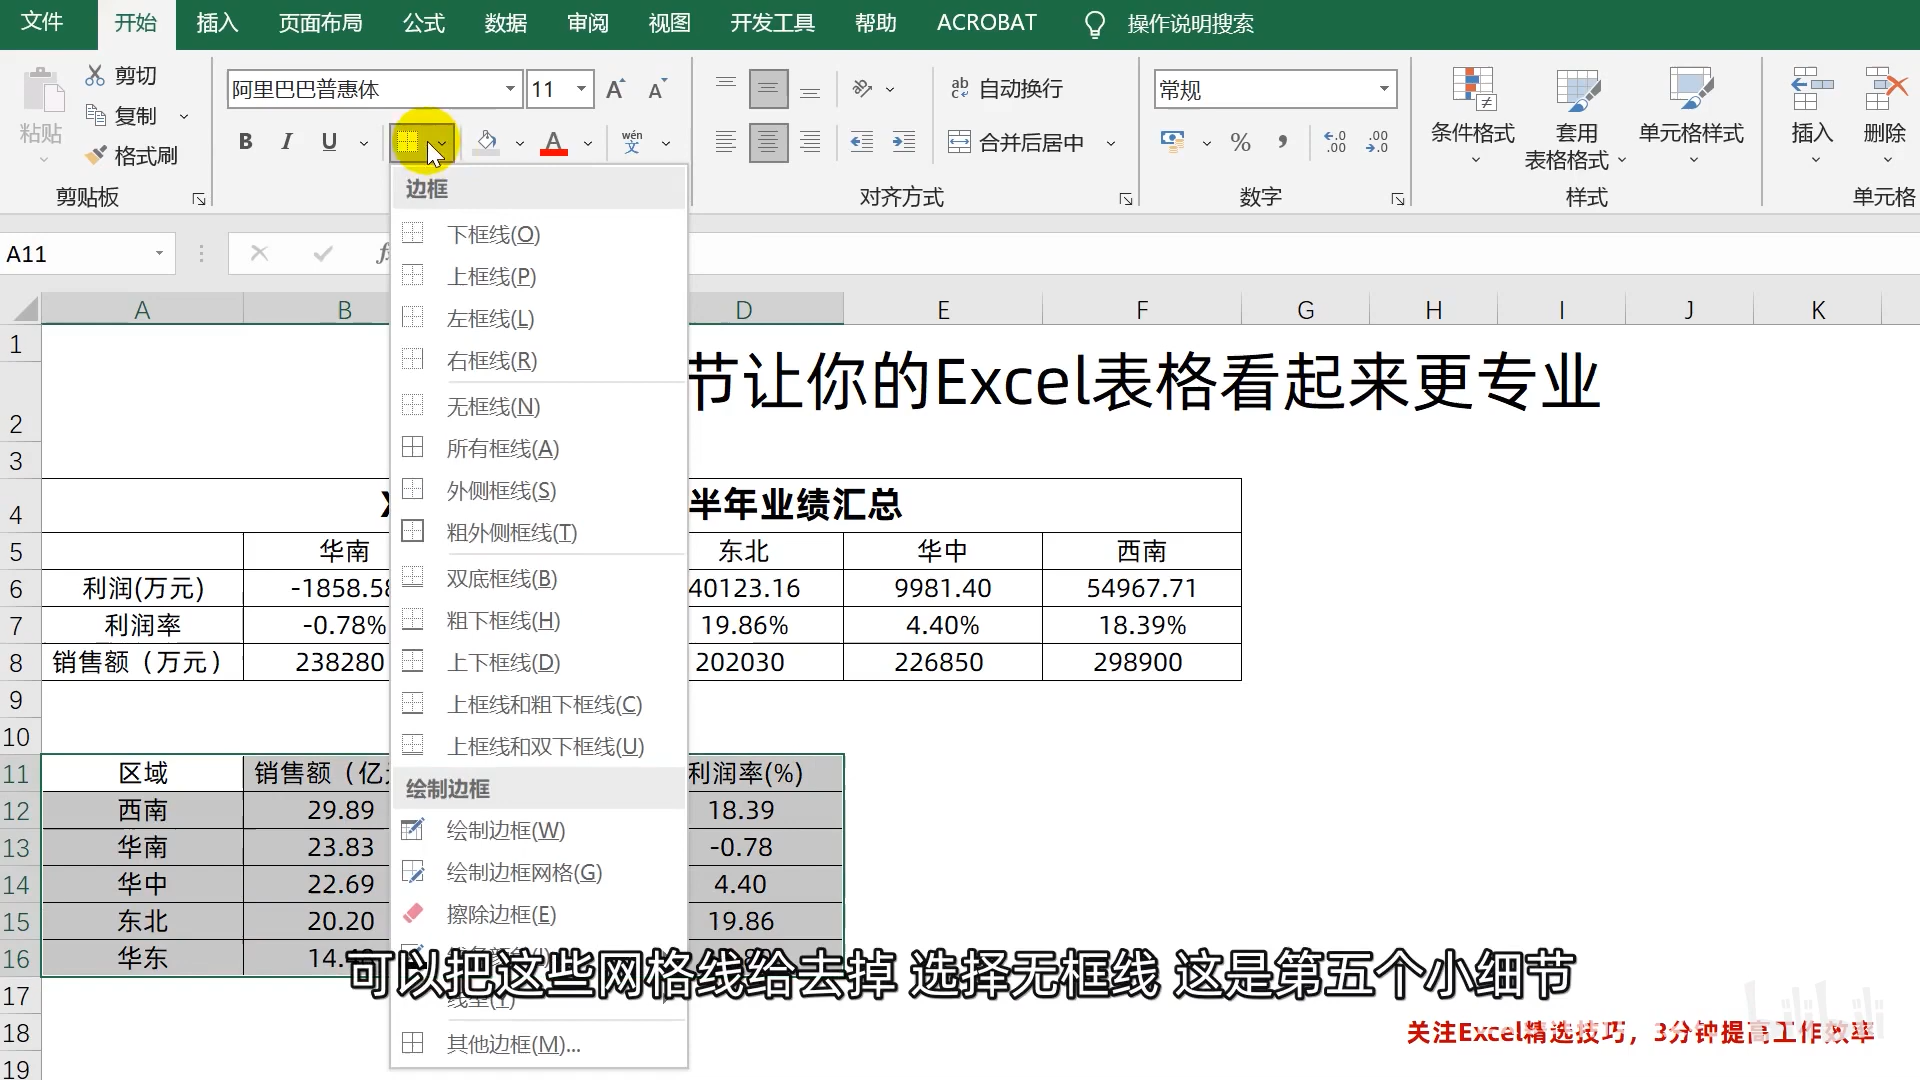 文件 开始 插入 页面布局 公式 数据 审阅 视图 开发工具 帮助 ACROBAT 操作说明搜索
粘贴
剪切
复制
格式刷
剪贴板
阿里巴巴普惠体 11
B I U
wén
文
自动换行
合并后居中
对齐方式
常规
%
数字
条件格式
套用
表格格式
单元格样式
样式
插入
删除
单元格
A11
边框
下框线(O)
上框线(P)
左框线(L)
右框线(R)
无框线(N)
所有框线(A)
外侧框线(S)
粗外侧框线(T)
双底框线(B)
粗下框线(H)
上下框线(D)
上框线和粗下框线(C)
上框线和双下框线(U)
绘制边框
绘制边框(W)
绘制边框网格(G)
擦除边框(E)
线型(Y)
其他边框(M)...
A B D E F G H I J K
1
2 节让你的Excel表格看起来更专业
3
4 半年业绩汇总
5 华南 东北 华中 西南
6 利润(万元) -1858.58 40123.16 9981.40 54967.71
7 利润率 -0.78% 19.86% 4.40% 18.39%
8 销售额（万元） 238280 202030 226850 298900
9
10
11 区域 销售额（亿 利润率(%)
12 西南 29.89 18.39
13 华南 23.83 -0.78
14 华中 22.69 4.40
15 东北 20.20 19.86
16 华东 14.
17
18
19
可以把这些网格线给去掉 选择无框线 这是第五个小细节
关注Excel精选技巧，3分钟提高工作效率
bilibili